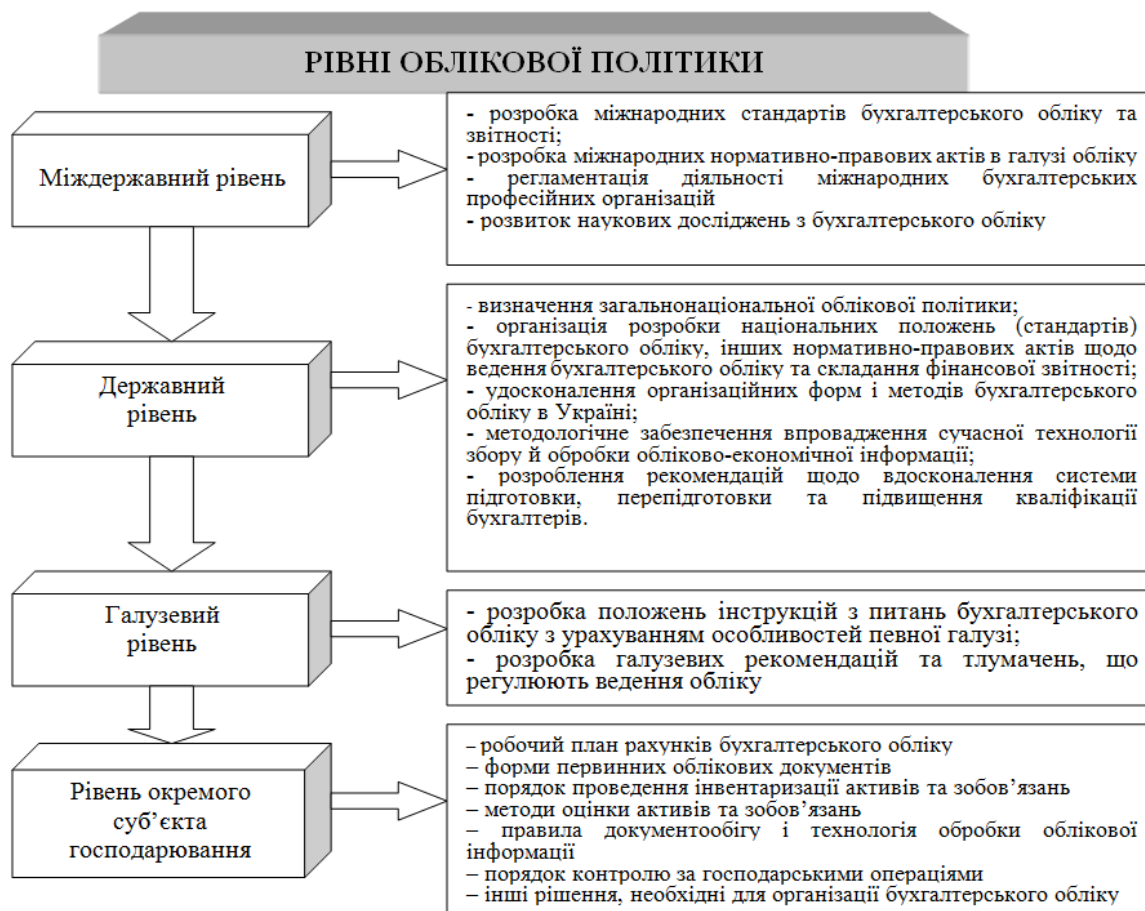 РІВНІ ОБЛІКОВОЇ ПОЛІТИКИ
Міждержавний рівень
- розробка міжнародних стандартів бухгалтерського обліку та
звітності;
- розробка міжнародних нормативно-правових актів в галузі обліку
- регламентація діяльності міжнародних бухгалтерських
професійних організацій
- розвиток наукових досліджень з бухгалтерського обліку
Державний
рівень
- визначення загальнонаціональної облікової політики;
- організація розробки національних положень (стандартів)
бухгалтерського обліку, інших нормативно-правових актів щодо
ведення бухгалтерського обліку та складання фінансової звітності;
- удосконалення організаційних форм і методів бухгалтерського
обліку в Україні;
- методологічне забезпечення впровадження сучасної технології
збору й обробки обліково-економічної інформації;
- розроблення рекомендацій щодо вдосконалення системи
підготовки, перепідготовки та підвищення кваліфікації
бухгалтерів.
Галузевий
рівень
- розробка положень інструкцій з питань бухгалтерського
обліку з урахуванням особливостей певної галузі;
- розробка галузевих рекомендацій та тлумачень, що
регулюють ведення обліку
Рівень окремого
суб’єкта
господарювання
– робочий план рахунків бухгалтерського обліку
– форми первинних облікових документів
– порядок проведення інвентаризації активів та зобов’язань
– методи оцінки активів та зобов’язань
– правила документообігу і технологія обробки облікової
інформації
– порядок контролю за господарськими операціями
– інші рішення, необхідні для організації бухгалтерського обліку